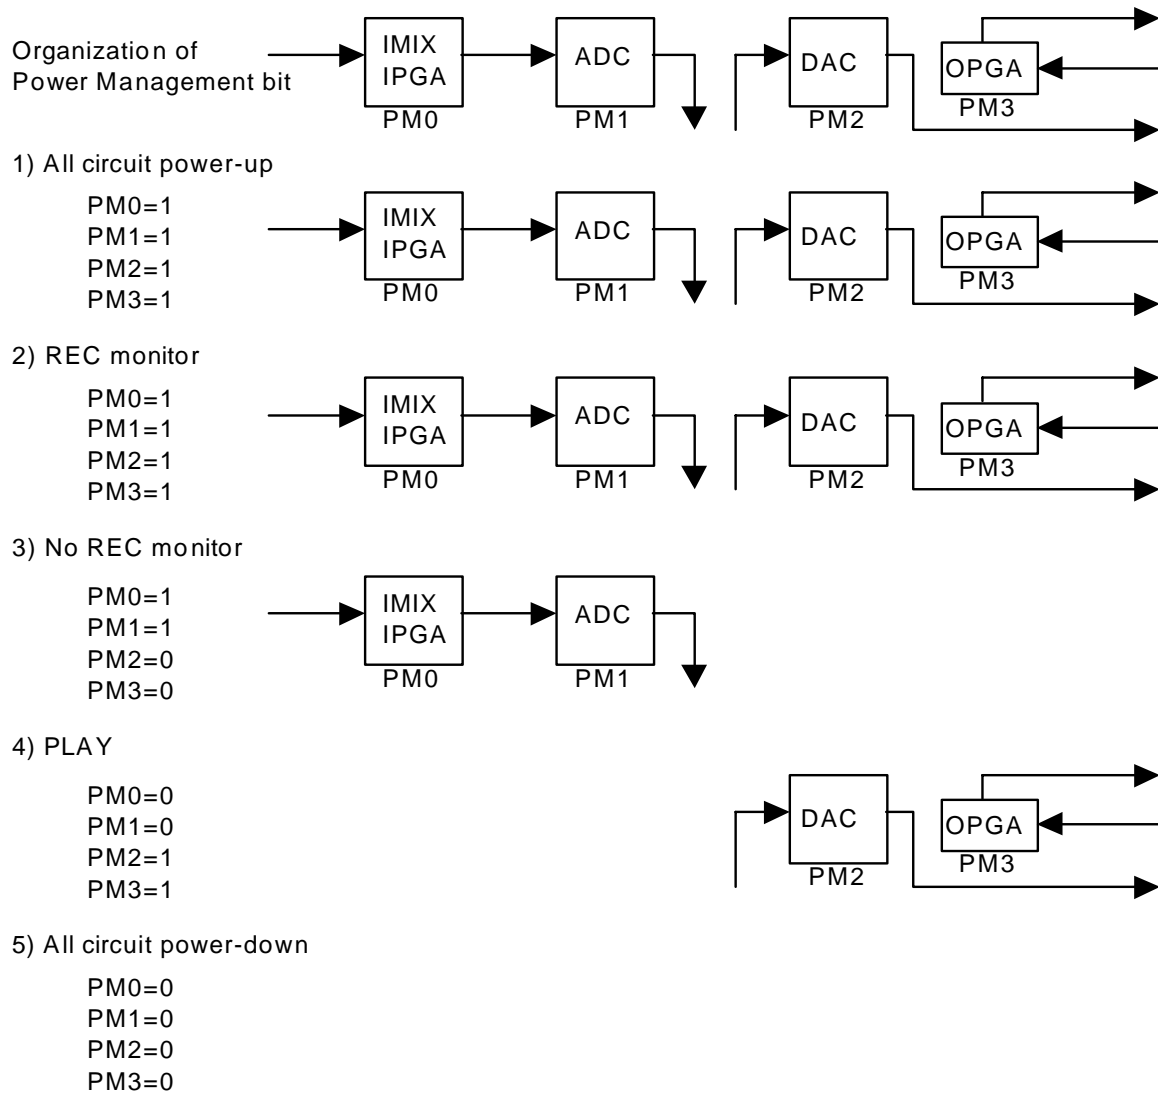 Organization of
Power Management bit
IMIX
IPGA
PM0
ADC
PM1
DAC
PM2
OPGA
PM3
1) All circuit power-up
PM0=1
PM1=1
PM2=1
PM3=1
IMIX
IPGA
PM0
ADC
PM1
DAC
PM2
OPGA
PM3
2) REC monitor
PM0=1
PM1=1
PM2=1
PM3=1
IMIX
IPGA
PM0
ADC
PM1
DAC
PM2
OPGA
PM3
3) No REC monitor
PM0=1
PM1=1
PM2=0
PM3=0
IMIX
IPGA
PM0
ADC
PM1
4) PLAY
PM0=0
PM1=0
PM2=1
PM3=1
DAC
PM2
OPGA
PM3
5) All circuit power-down
PM0=0
PM1=0
PM2=0
PM3=0